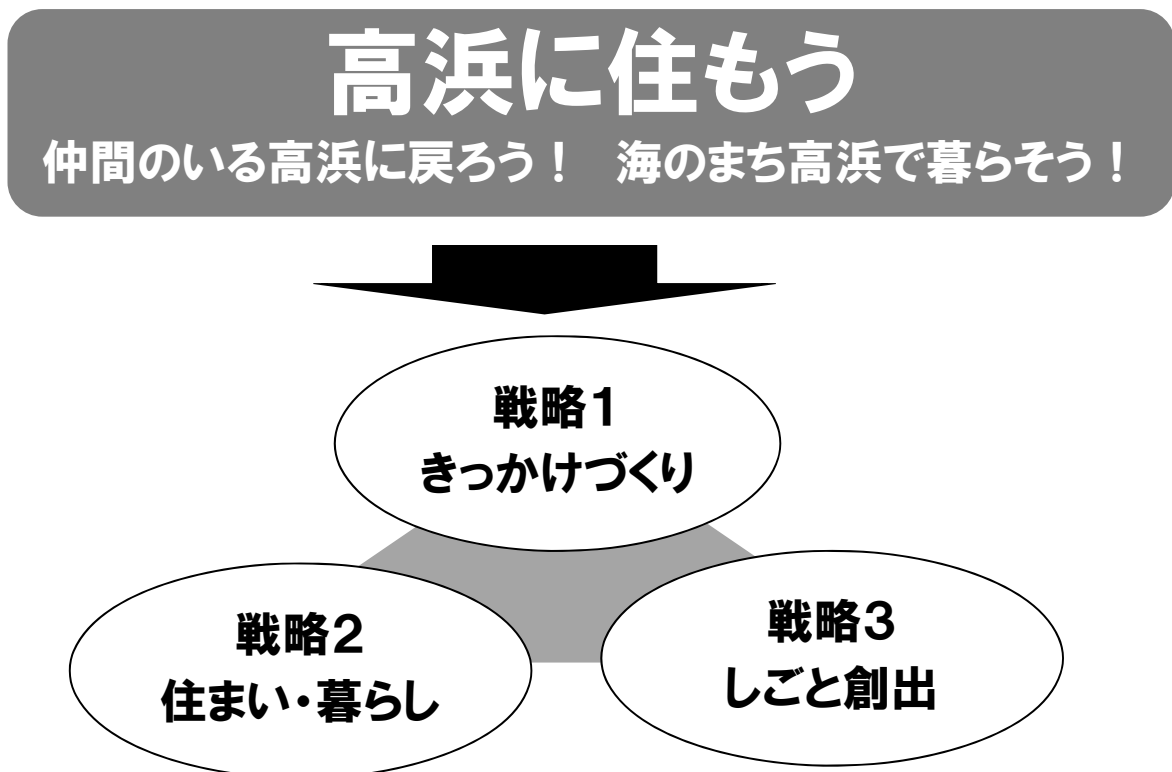 高浜に住もう
仲間のいる高浜に戻ろう！　海のまち高浜で暮らそう！
戦略１
きっかけづくり
戦略２
住まい・暮らし
戦略３
しごと創出